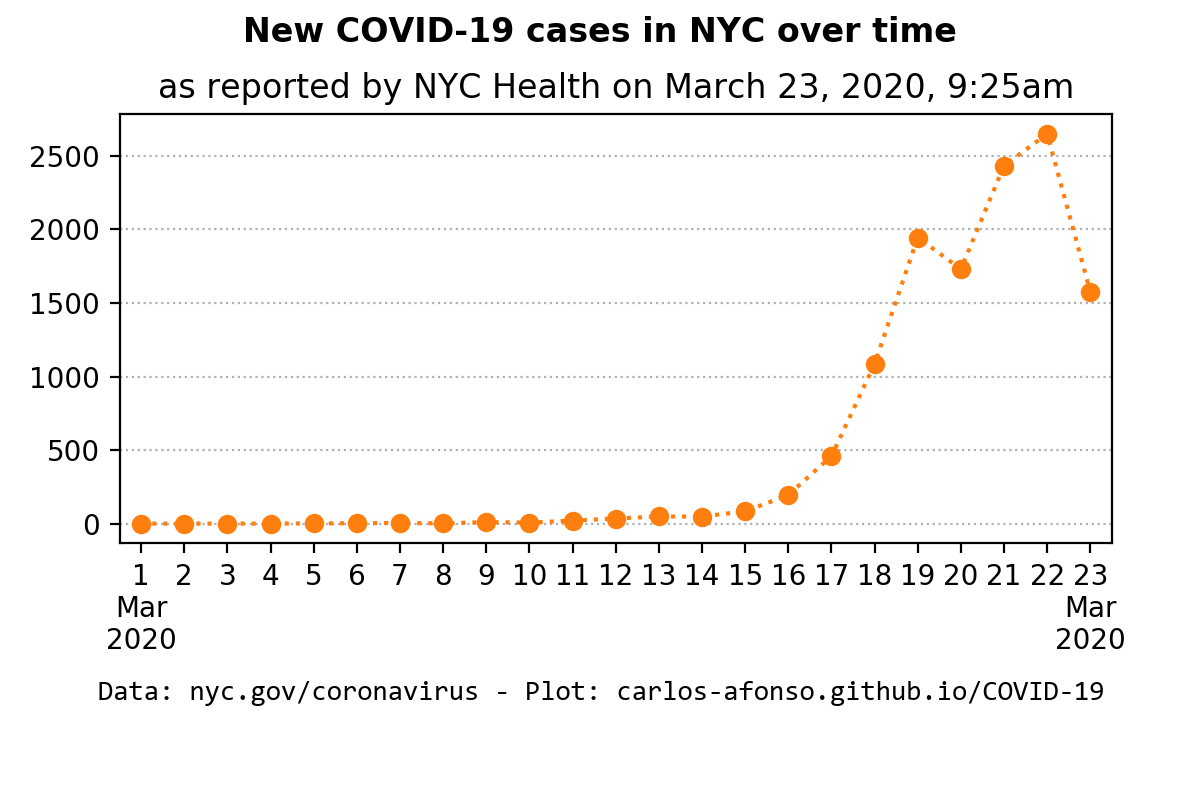 New COVID-19 cases in NYC over time
as reported by NYC Health on March 23, 2020, 9:25am
2500
2000
1500
1000
500
0
1 2 3 4 5 6 7 8 9 10 11 12 13 14 15 16 17 18 19 20 21 22 23
Mar Mar
2020 2020
Data: nyc.gov/coronavirus - Plot: carlos-afonso.github.io/COVID-19